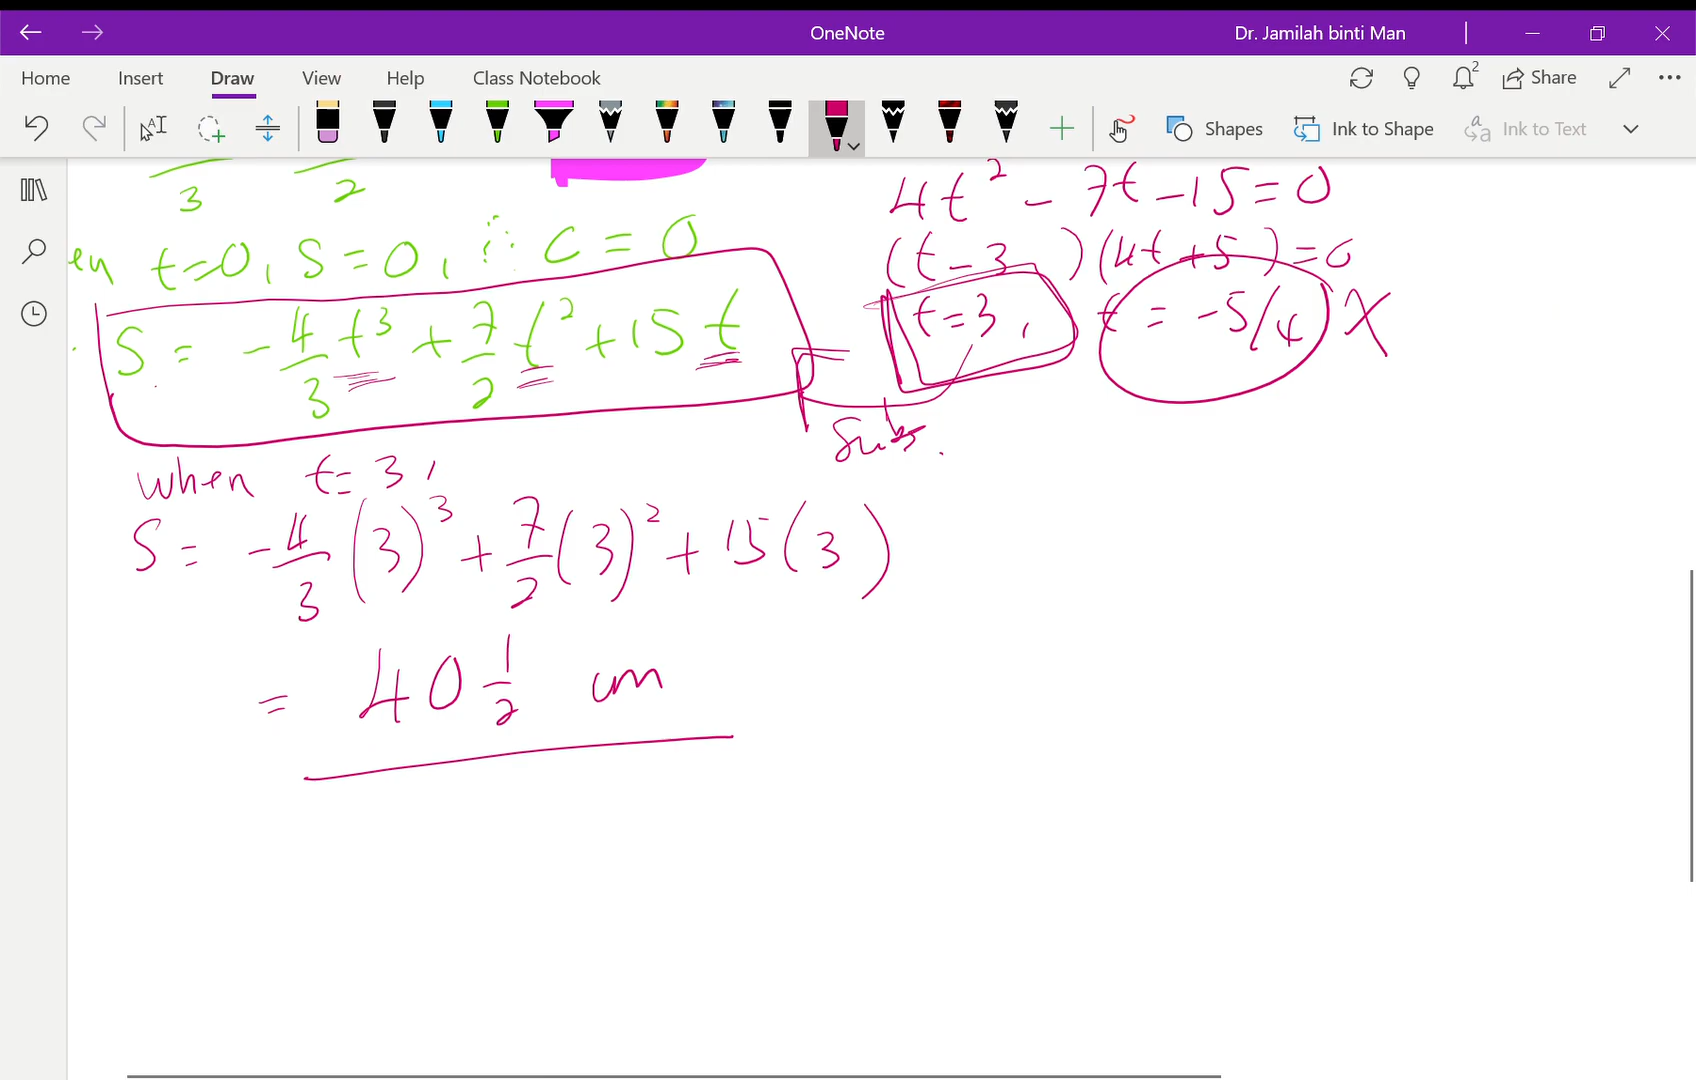 OneNote
Dr. Jamilah binti Man
Home Insert Draw View Help Class Notebook
2
Share
Shapes Ink to Shape Ink to Text
3 2
en t=0, S=0, ∴ C = 0
S = -4/3 t³ + 7/2 t² + 15t
4t² - 7t - 15 = 0
(t - 3 )(4t + 5) = 0
t = 3, t = -5/4 X
Subs.
when t = 3,
S = -4/3 (3)³ + 7/2 (3)² + 15(3)
= 40 1/2 cm